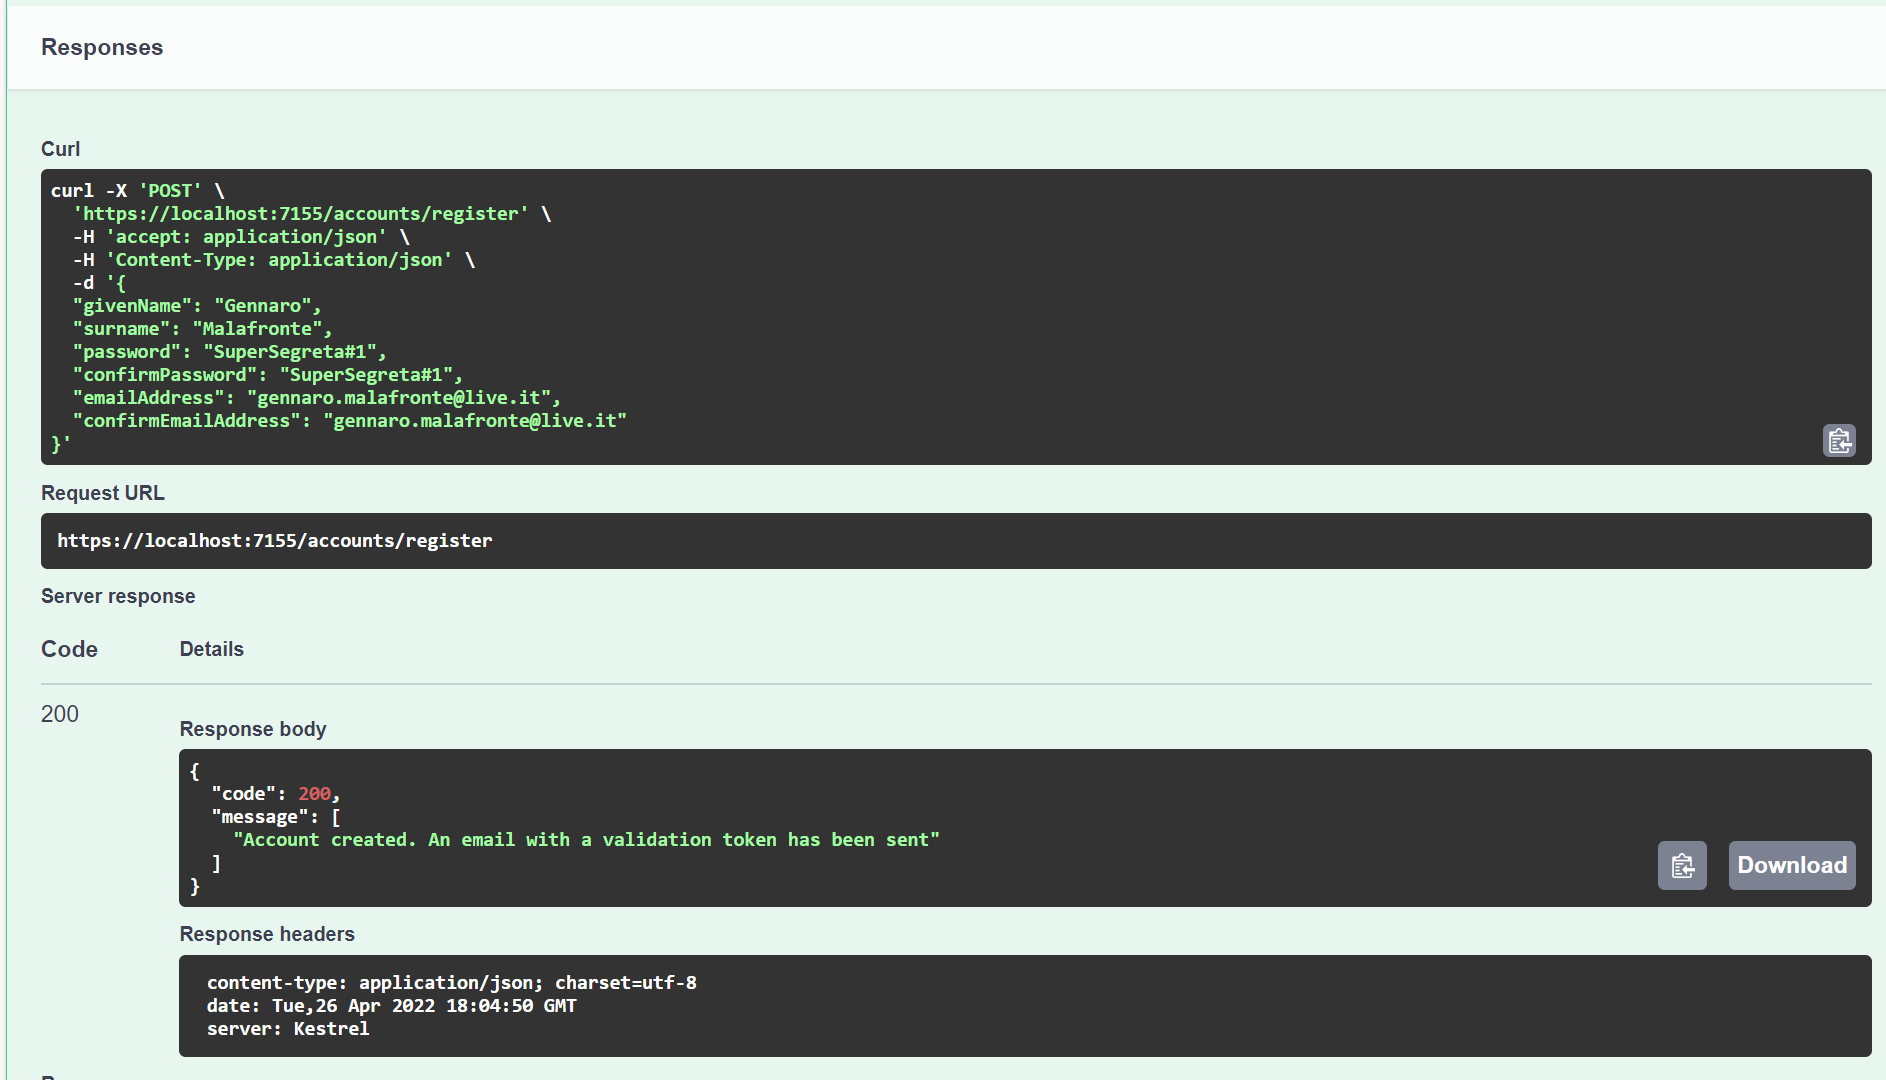 Responses
Curl
curl -X 'POST' \
'https://localhost:7155/accounts/register' \
-H 'accept: application/json' \
-H 'Content-Type: application/json' \
-d '{
"givenName": "Gennaro",
"surname": "Malafronte",
"password": "SuperSegreta#1",
"confirmPassword": "SuperSegreta#1",
"emailAddress": "gennaro.malafronte@live.it",
"confirmEmailAddress": "gennaro.malafronte@live.it"
}'
Request URL
https://localhost:7155/accounts/register
Server response
Code Details
200
Response body
{
"code": 200,
"message": [
"Account created. An email with a validation token has been sent"
]
}
Download
Response headers
content-type: application/json; charset=utf-8
date: Tue,26 Apr 2022 18:04:50 GMT
server: Kestrel